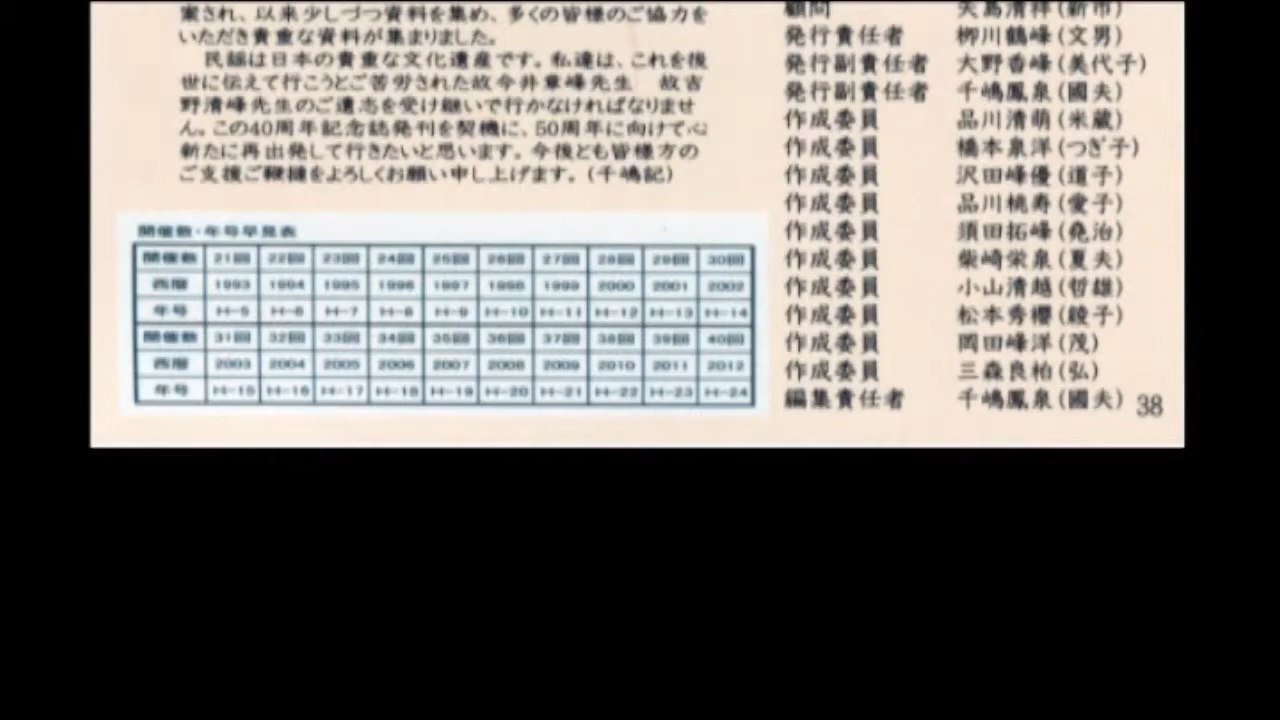 案され、以来少しづつ資料を集め、多くの皆様のご協力を
いただき貴重な資料が集まりました。
民謡は日本の貴重な文化遺産です。私達は、これを後
世に伝えて行こうとご苦労された故今井章峰先生　故吉
野清峰先生のご遺志を受け継いで行かなければなりませ
ん。この40周年記念誌発刊を契機に、50周年に向けて心
新たに再出発して行きたいと思います。今後とも皆様方の
ご支援ご鞭撻をよろしくお願い申し上げます。(千嶋記)
開催数・年号早見表
開催数 21回 22回 23回 24回 25回 26回 27回 28回 29回 30回
西暦 1993 1994 1995 1996 1997 1998 1999 2000 2001 2002
年号 H-5 H-6 H-7 H-8 H-9 H-10 H-11 H-12 H-13 H-14
開催数 31回 32回 33回 34回 35回 36回 37回 38回 39回 40回
西暦 2003 2004 2005 2006 2007 2008 2009 2010 2011 2012
年号 H-15 H-16 H-17 H-18 H-19 H-20 H-21 H-22 H-23 H-24
顧問 矢島清祥(新市)
発行責任者 柳川鶴峰(文男)
発行副責任者 大野香峰(美代子)
発行副責任者 千嶋鳳泉(國夫)
作成委員 品川清萌(米蔵)
作成委員 橋本泉洋(つぎ子)
作成委員 沢田峰優(道子)
作成委員 品川桃寿(愛子)
作成委員 須田拓峰(尭治)
作成委員 柴崎栄泉(夏夫)
作成委員 小山清越(哲雄)
作成委員 松本秀櫻(綾子)
作成委員 岡田峰洋(茂)
作成委員 三森良柏(弘)
編集責任者 千嶋鳳泉(國夫)
38